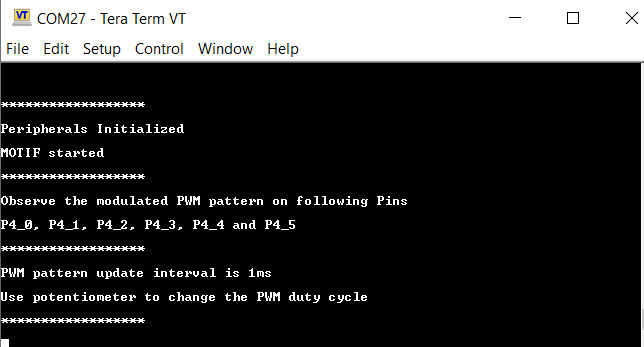 VT
COM27 - Tera Term VT
File Edit Setup Control Window Help
******************
Peripherals Initialized
MOTIF started
******************
Observe the modulated PWM pattern on following Pins
P4_0, P4_1, P4_2, P4_3, P4_4 and P4_5
******************
PWM pattern update interval is 1ms
Use potentiometer to change the PWM duty cycle
******************